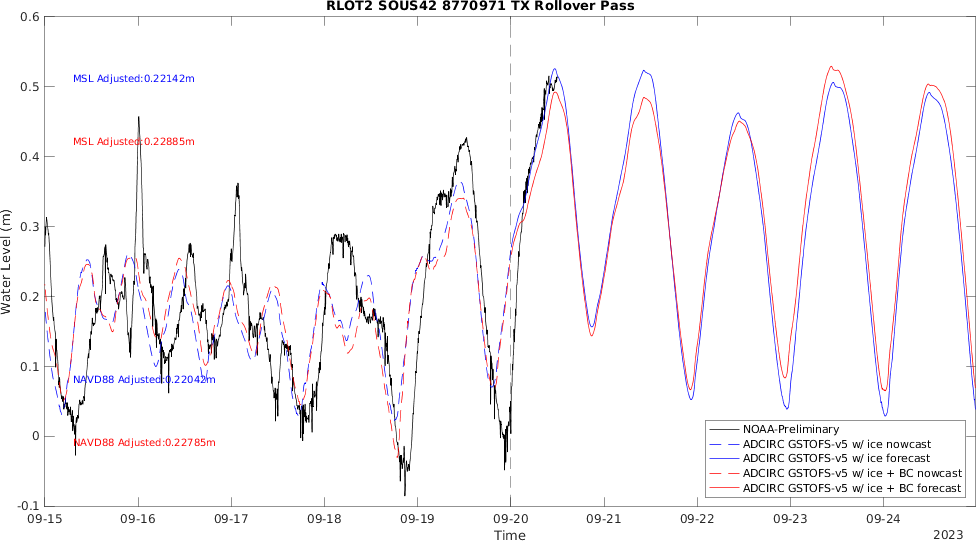 RLOT2 SOUS42 8770971 TX Rollover Pass
0.6
0.5
0.4
0.3
0.2
0.1
0
-0.1
Water Level (m)
MSL Adjusted:0.22142m
MSL Adjusted:0.22885m
NAVD88 Adjusted:0.22042m
NAVD88 Adjusted:0.22785m
NOAA-Preliminary
ADCIRC GSTOFS-v5 w/ ice nowcast
ADCIRC GSTOFS-v5 w/ ice forecast
ADCIRC GSTOFS-v5 w/ ice + BC nowcast
ADCIRC GSTOFS-v5 w/ ice + BC forecast
09-15 09-16 09-17 09-18 09-19 09-20 09-21 09-22 09-23 09-24
Time
2023